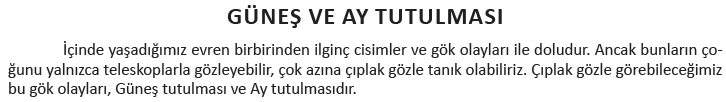 GÜNEŞ VE AY TUTULMASI
İçinde yaşadığımız evren birbirinden ilginç cisimler ve gök olayları ile doludur. Ancak bunların ço-
ğunu yalnızca teleskoplarla gözleyebilir, çok azına çıplak gözle tanık olabiliriz. Çıplak gözle görebileceğimiz
bu gök olayları, Güneş tutulması ve Ay tutulmasıdır.